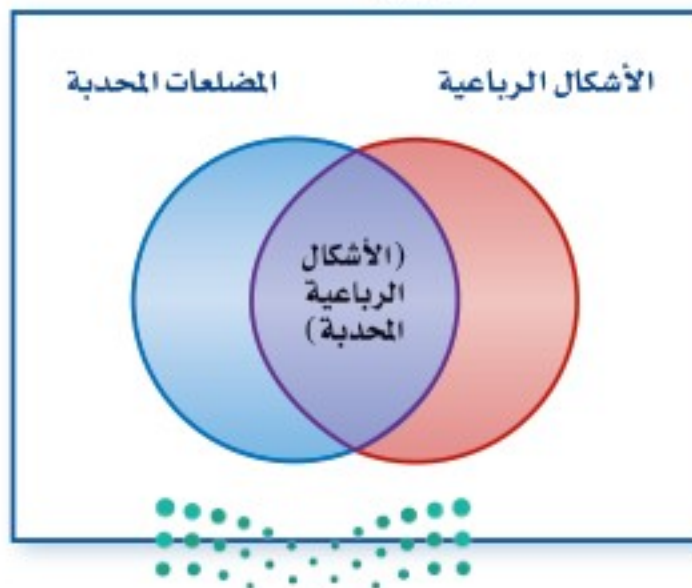 الأشكال الرباعية
المضلعات المحدبة
(الأشكال
الرباعية
المحدبة)